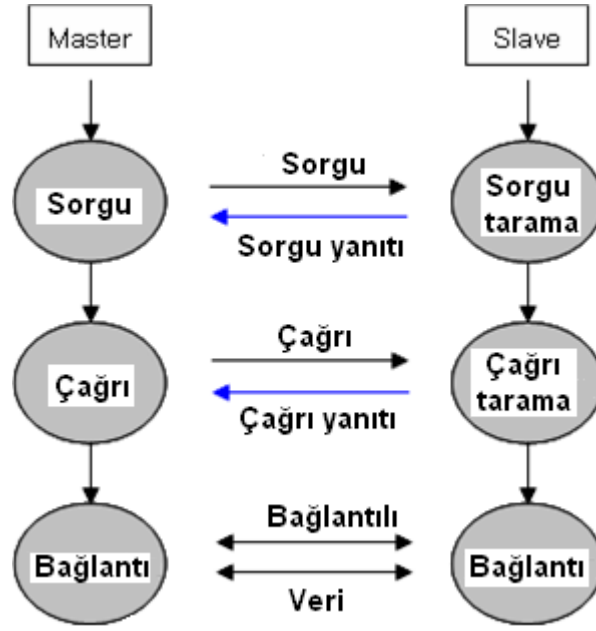 Master
Slave
Sorgu
Sorgu
Sorgu yanıtı
Sorgu
tarama
Çağrı
Çağrı
Çağrı yanıtı
Çağrı
tarama
Bağlantı
Bağlantılı
Veri
Bağlantı